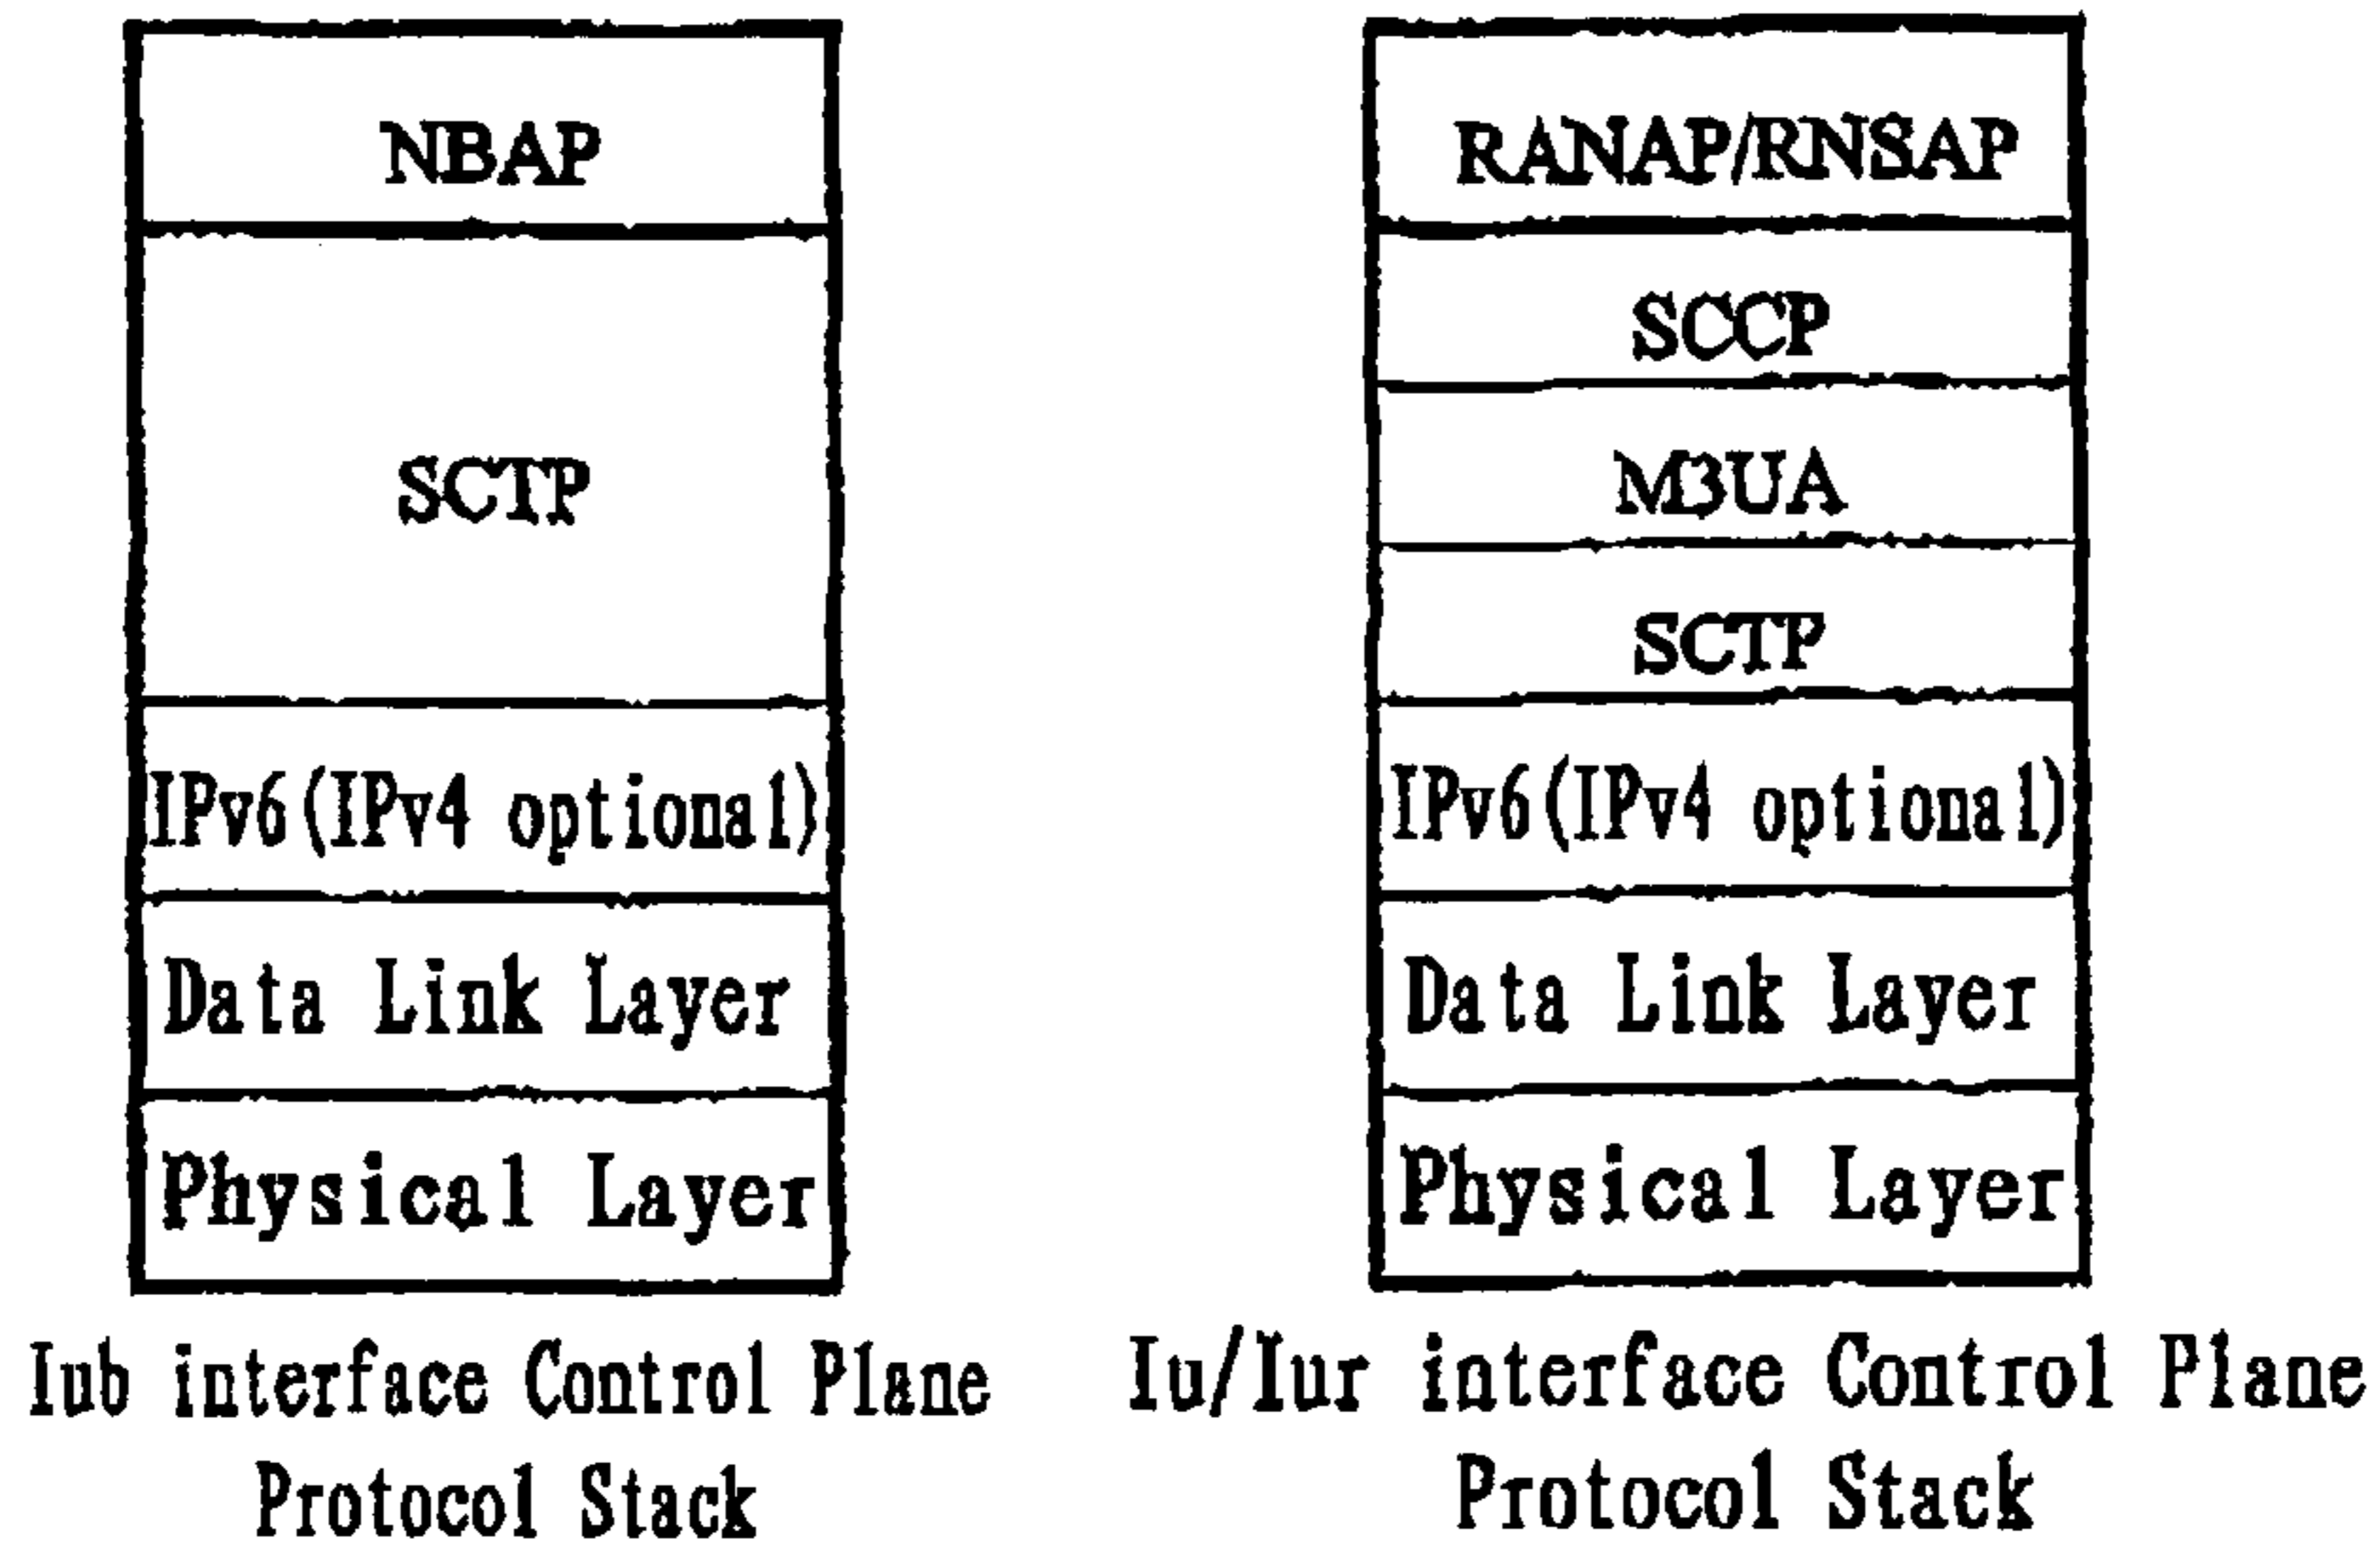 NBAP
SCTP
IPv6(IPv4 optional)
Data Link Layer
Physical Layer
Iub interface Control Plane
Protocol Stack
RANAP/RNSAP
SCCP
M3UA
SCTP
IPv6(IPv4 optional)
Data Link Layer
Physical Layer
Iu/Iur interface Control Plane
Protocol Stack